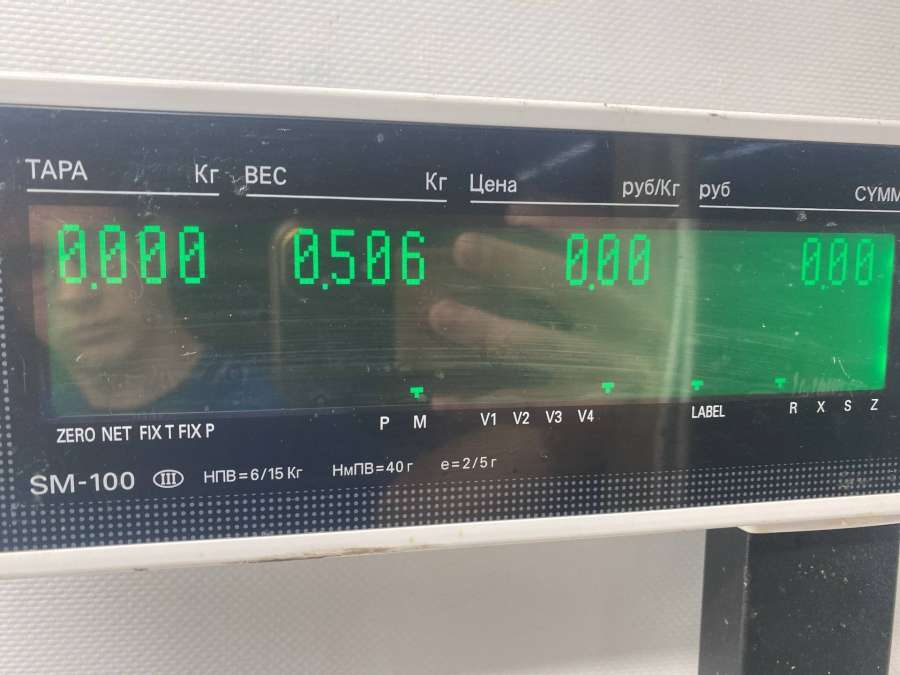 ТАРА Кг ВЕС Кг Цена руб/Кг руб СУММ
0.000 0.506 0.00 0.00
ZERO NET FIX T FIX P P M V1 V2 V3 V4 LABEL R X S Z
SM-100 III НПВ=6/15 Кг НмПВ=40 г e=2/5 г